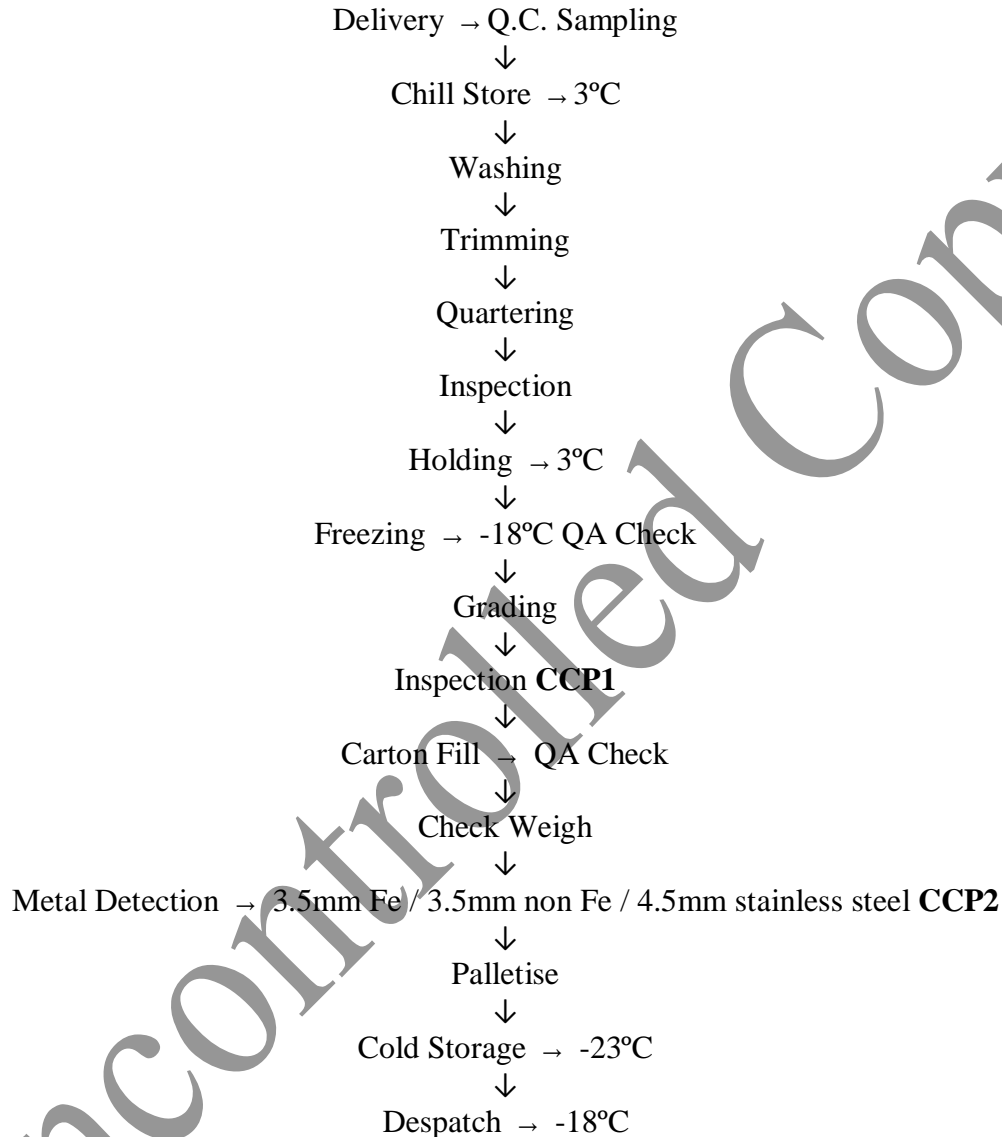 Delivery → Q.C. Sampling
↓
Chill Store → 3ºC
↓
Washing
↓
Trimming
↓
Quartering
↓
Inspection
↓
Holding → 3ºC
↓
Freezing → -18ºC QA Check
↓
Grading
↓
Inspection CCP1
↓
Carton Fill → QA Check
↓
Check Weigh
↓
Metal Detection → 3.5mm Fe / 3.5mm non Fe / 4.5mm stainless steel CCP2
↓
Palletise
↓
Cold Storage → -23ºC
↓
Despatch → -18ºC
ncontrolled Cop